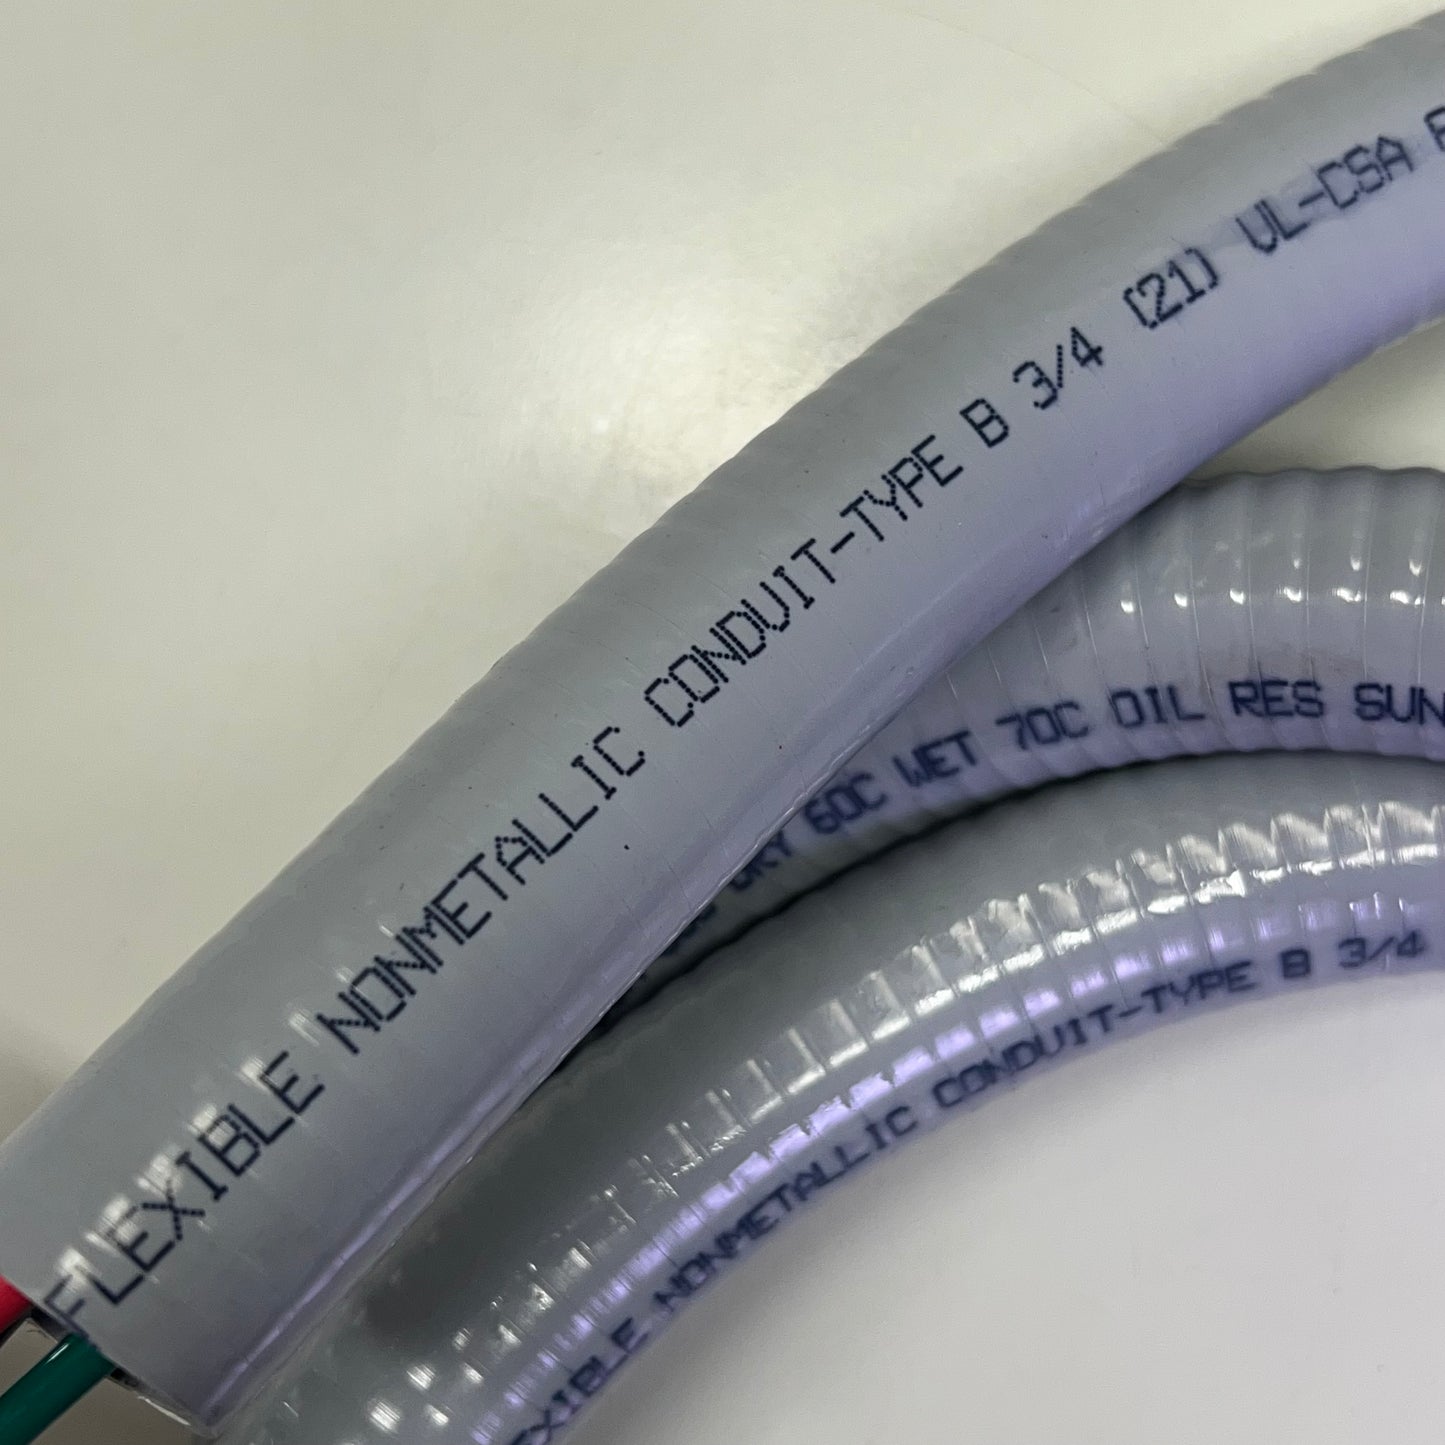 FLEXIBLE NONMETALLIC CONDUIT-TYPE B 3/4 (21) UL-CSA
DRY 60C WET 70C OIL RES SUN
FLEXIBLE NONMETALLIC CONDUIT-TYPE B 3/4